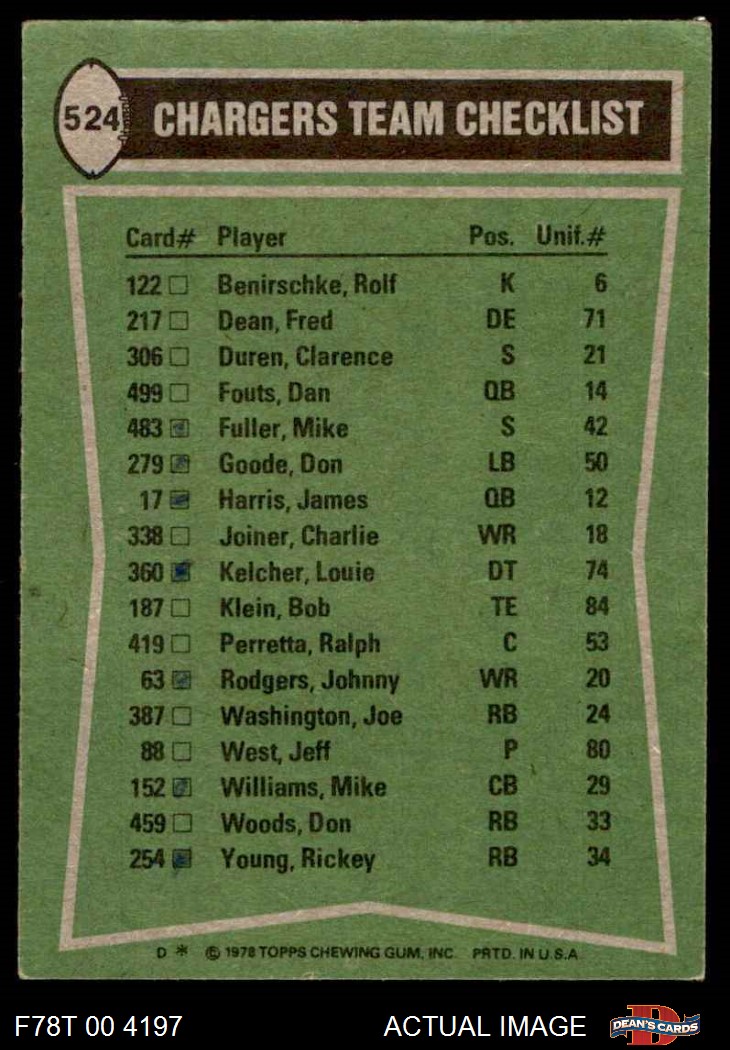 524 CHARGERS TEAM CHECKLIST
Card# Player Pos. Unif.#
122 Benirschke, Rolf K 6
217 Dean, Fred DE 71
306 Duren, Clarence S 21
499 Fouts, Dan QB 14
483 Fuller, Mike S 42
279 Goode, Don LB 50
17 Harris, James QB 12
338 Joiner, Charlie WR 18
360 Kelcher, Louie DT 74
187 Klein, Bob TE 84
419 Perretta, Ralph C 53
63 Rodgers, Johnny WR 20
387 Washington, Joe RB 24
88 West, Jeff P 80
152 Williams, Mike CB 29
459 Woods, Don RB 33
254 Young, Rickey RB 34
D * © 1978 TOPPS CHEWING GUM, INC. PRTD. IN U.S.A
F78T 00 4197 ACTUAL IMAGE DEAN'S CARDS